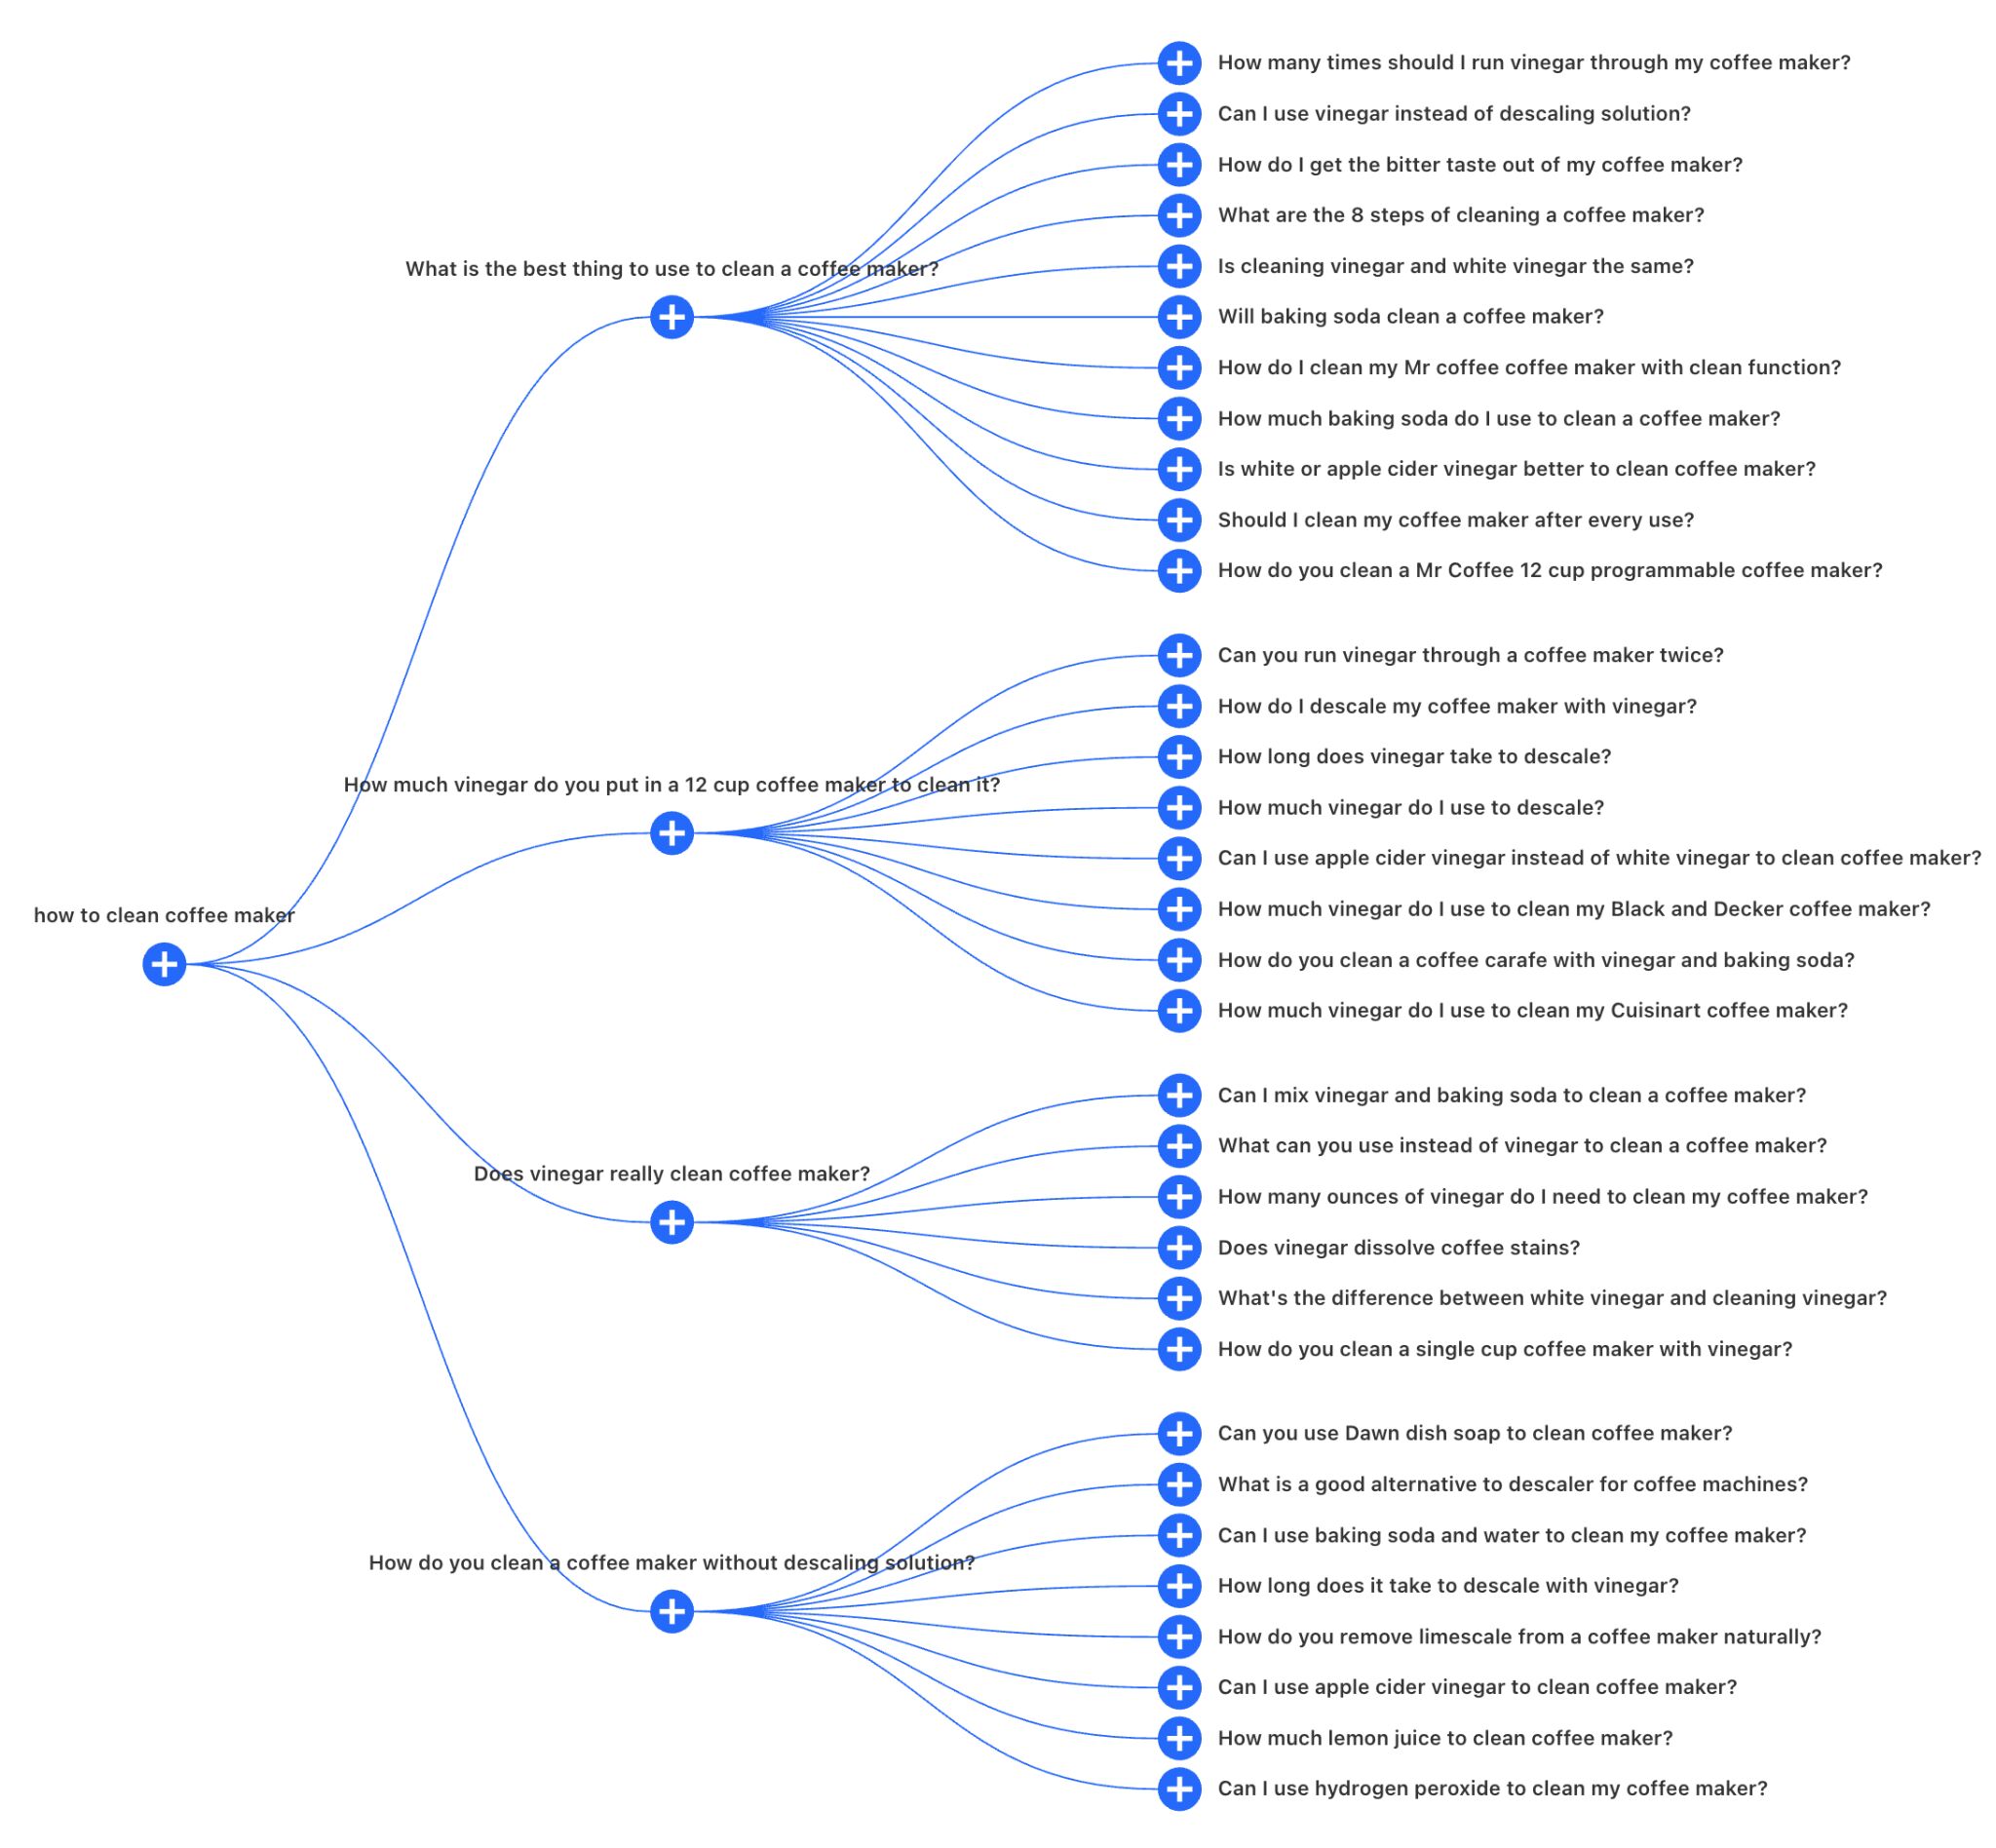 how to clean coffee maker
What is the best thing to use to clean a coffee maker?
How many times should I run vinegar through my coffee maker?
Can I use vinegar instead of descaling solution?
How do I get the bitter taste out of my coffee maker?
What are the 8 steps of cleaning a coffee maker?
Is cleaning vinegar and white vinegar the same?
Will baking soda clean a coffee maker?
How do I clean my Mr coffee coffee maker with clean function?
How much baking soda do I use to clean a coffee maker?
Is white or apple cider vinegar better to clean coffee maker?
Should I clean my coffee maker after every use?
How do you clean a Mr Coffee 12 cup programmable coffee maker?
How much vinegar do you put in a 12 cup coffee maker to clean it?
Can you run vinegar through a coffee maker twice?
How do I descale my coffee maker with vinegar?
How long does vinegar take to descale?
How much vinegar do I use to descale?
Can I use apple cider vinegar instead of white vinegar to clean coffee maker?
How much vinegar do I use to clean my Black and Decker coffee maker?
How do you clean a coffee carafe with vinegar and baking soda?
How much vinegar do I use to clean my Cuisinart coffee maker?
Does vinegar really clean coffee maker?
Can I mix vinegar and baking soda to clean a coffee maker?
What can you use instead of vinegar to clean a coffee maker?
How many ounces of vinegar do I need to clean my coffee maker?
Does vinegar dissolve coffee stains?
What's the difference between white vinegar and cleaning vinegar?
How do you clean a single cup coffee maker with vinegar?
How do you clean a coffee maker without descaling solution?
Can you use Dawn dish soap to clean coffee maker?
What is a good alternative to descaler for coffee machines?
Can I use baking soda and water to clean my coffee maker?
How long does it take to descale with vinegar?
How do you remove limescale from a coffee maker naturally?
Can I use apple cider vinegar to clean coffee maker?
How much lemon juice to clean coffee maker?
Can I use hydrogen peroxide to clean my coffee maker?